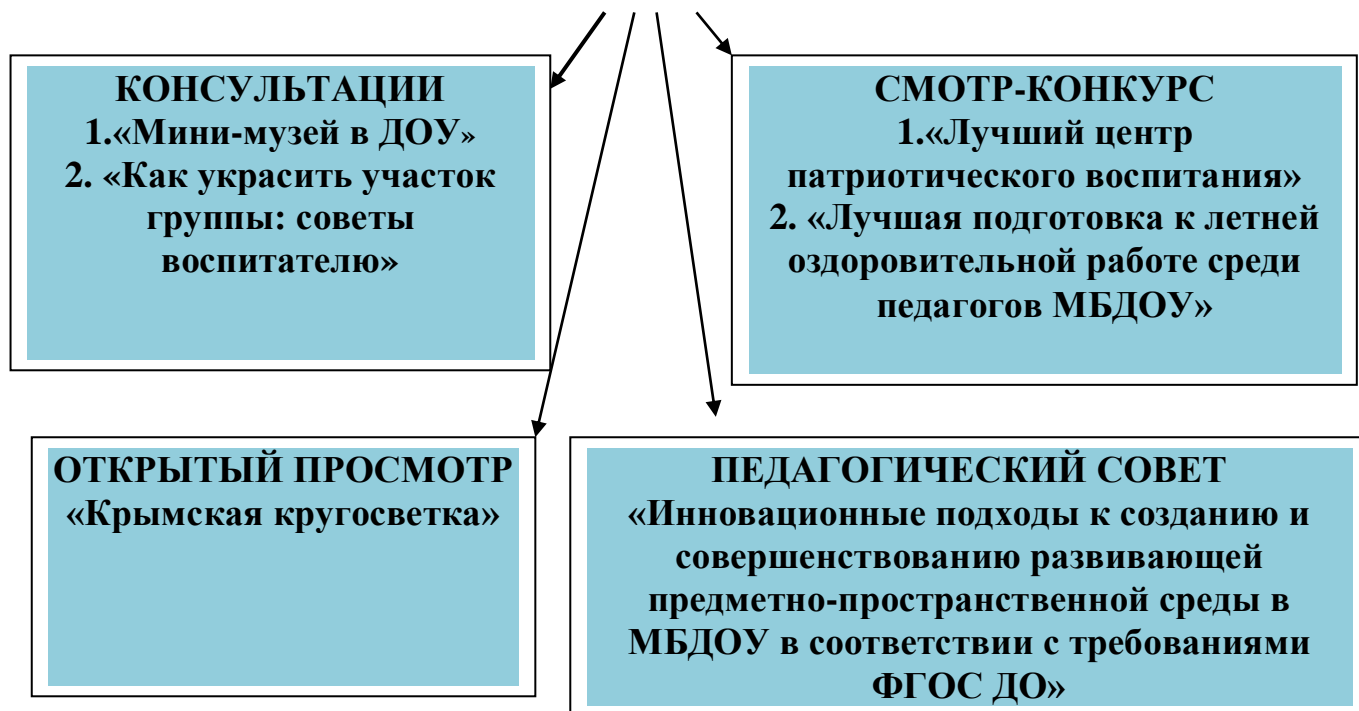 КОНСУЛЬТАЦИИ
1.«Мини-музей в ДОУ»
2. «Как украсить участок
группы: советы
воспитателю»
СМОТР-КОНКУРС
1.«Лучший центр
патриотического воспитания»
2. «Лучшая подготовка к летней
оздоровительной работе среди
педагогов МБДОУ»
ОТКРЫТЫЙ ПРОСМОТР
«Крымская кругосветка»
ПЕДАГОГИЧЕСКИЙ СОВЕТ
«Инновационные подходы к созданию и
совершенствованию развивающей
предметно-пространственной среды в
МБДОУ в соответствии с требованиями
ФГОС ДО»